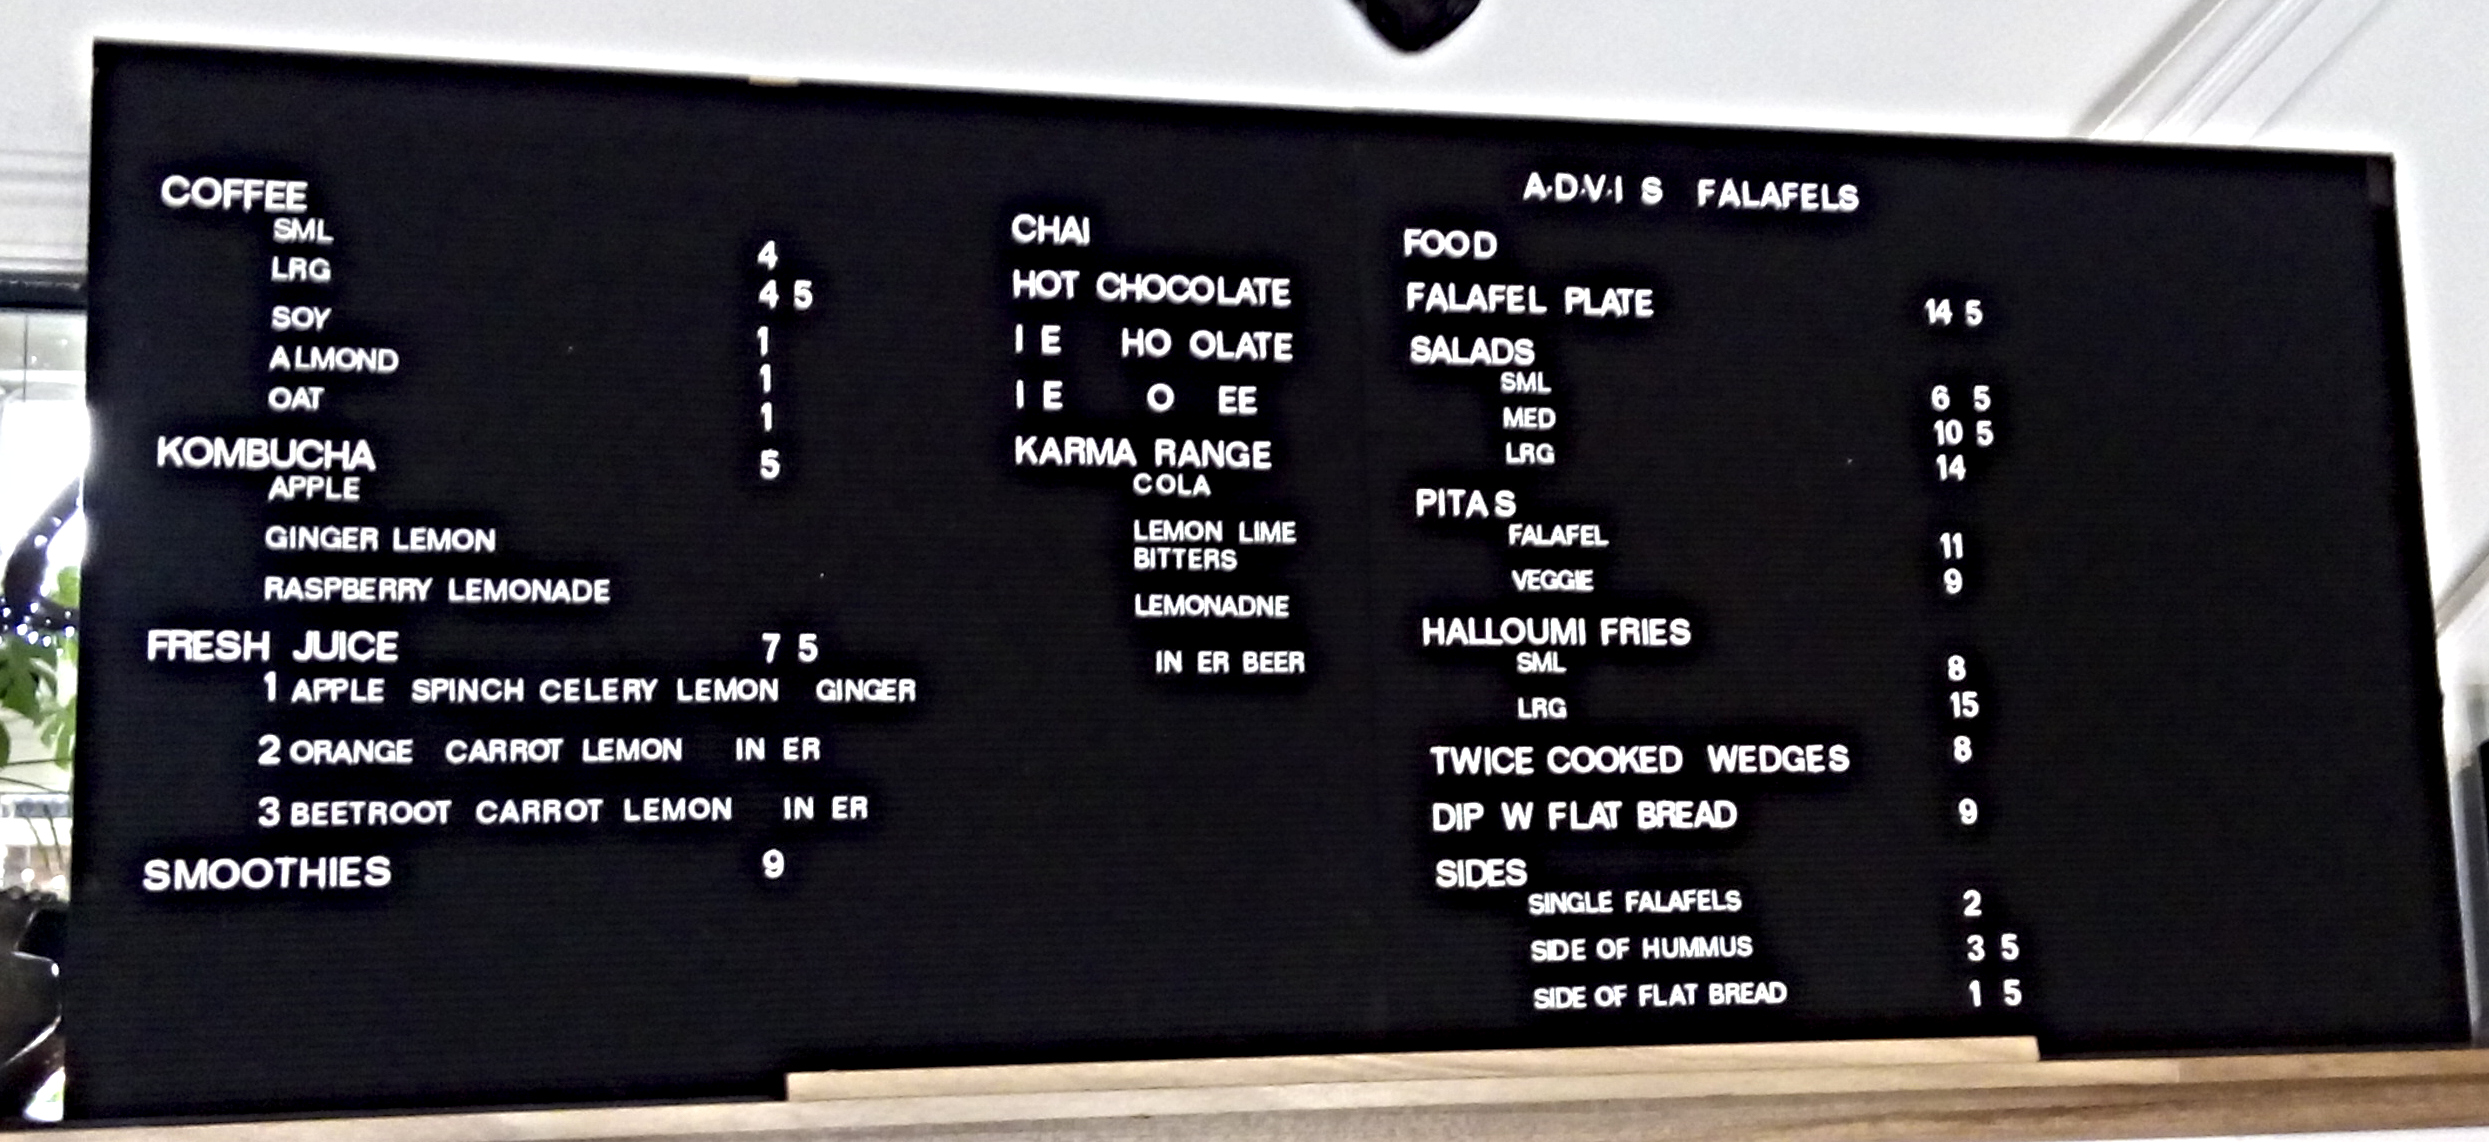 COFFEE
SML 4
LRG 4 5
SOY 1
ALMOND 1
OAT 1
KOMBUCHA 5
APPLE
GINGER LEMON
RASPBERRY LEMONADE
FRESH JUICE 7 5
1 APPLE SPINCH CELERY LEMON GINGER
2 ORANGE CARROT LEMON IN ER
3 BEETROOT CARROT LEMON IN ER
SMOOTHIES 9
CHAI
HOT CHOCOLATE
I E HO OLATE
I E O EE
KARMA RANGE
COLA
LEMON LIME
BITTERS
LEMONADNE
IN ER BEER
A.D.V.I S FALAFELS
FOOD
FALAFEL PLATE 14 5
SALADS
SML 6 5
MED 10 5
LRG 14
PITAS
FALAFEL 11
VEGGIE 9
HALLOUMI FRIES
SML 8
LRG 15
TWICE COOKED WEDGES 8
DIP W FLAT BREAD 9
SIDES
SINGLE FALAFELS 2
SIDE OF HUMMUS 3 5
SIDE OF FLAT BREAD 1 5